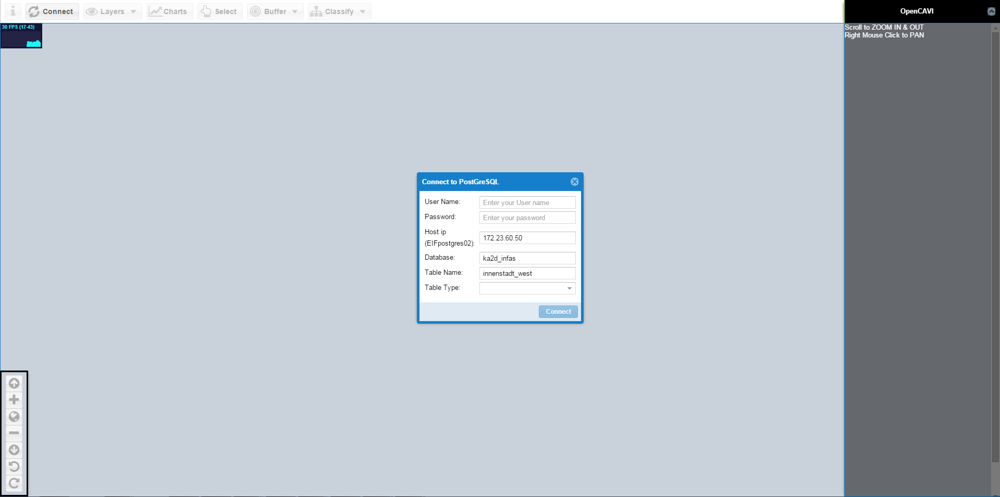 Connect Layers Charts Select Buffer Classify
OpenCAVI
30 FPS (17-43)
Scroll to ZOOM IN & OUT
Right Mouse Click to PAN
Connect to PostGreSQL
User Name: Enter your User name
Password: Enter your password
Host ip
(EIFpostgres02): 172.23.60.50
Database: ka2d_infas
Table Name: innenstadt_west
Table Type:
Connect